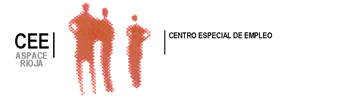 CEE
ASPACE
RIOJA
CENTRO ESPECIAL DE EMPLEO